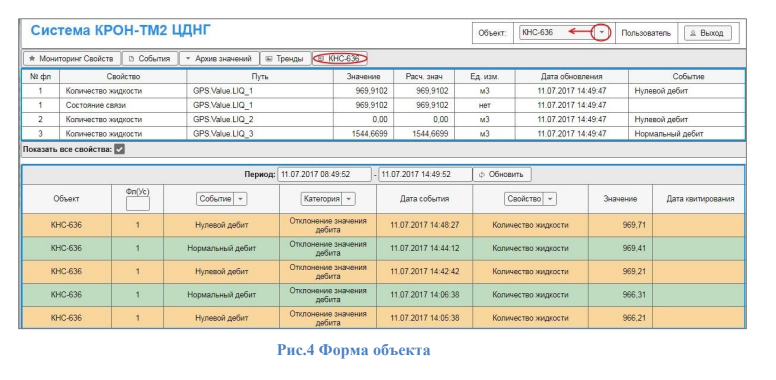 Система КРОН-ТМ2 ЦДНГ
Объект: КНС-636 Пользователь Выход
Мониторинг Свойств События Архив значений Тренды КНС-636
№ фл Свойство Путь Значение Расч. знач Ед. изм. Дата обновления Событие
1 Количество жидкости GPS.Value.LIQ_1 969,9102 969,9102 м3 11.07.2017 14:49:47 Нулевой дебит
1 Состояние связи GPS.Value.LIQ_1 969,9102 969,9102 нет 11.07.2017 14:49:47
2 Количество жидкости GPS.Value.LIQ_2 0,00 0,00 м3 11.07.2017 14:49:47 Нулевой дебит
3 Количество жидкости GPS.Value.LIQ_3 1544,6699 1544,6699 м3 11.07.2017 14:49:47 Нормальный дебит
Показать все свойства:
Период: 11.07.2017 08:49:52 - 11.07.2017 14:49:52 Обновить
Объект Фл(Ус) Событие Категория Дата события Свойство Значение Дата квитирования
КНС-636 1 Нулевой дебит Отклонение значения дебита 11.07.2017 14:48:27 Количество жидкости 969,71
КНС-636 1 Нормальный дебит Отклонение значения дебита 11.07.2017 14:44:12 Количество жидкости 969,41
КНС-636 1 Нулевой дебит Отклонение значения дебита 11.07.2017 14:42:42 Количество жидкости 969,21
КНС-636 1 Нормальный дебит Отклонение значения дебита 11.07.2017 14:06:38 Количество жидкости 966,31
КНС-636 1 Нулевой дебит Отклонение значения дебита 11.07.2017 14:05:38 Количество жидкости 966,21
Рис.4 Форма объекта